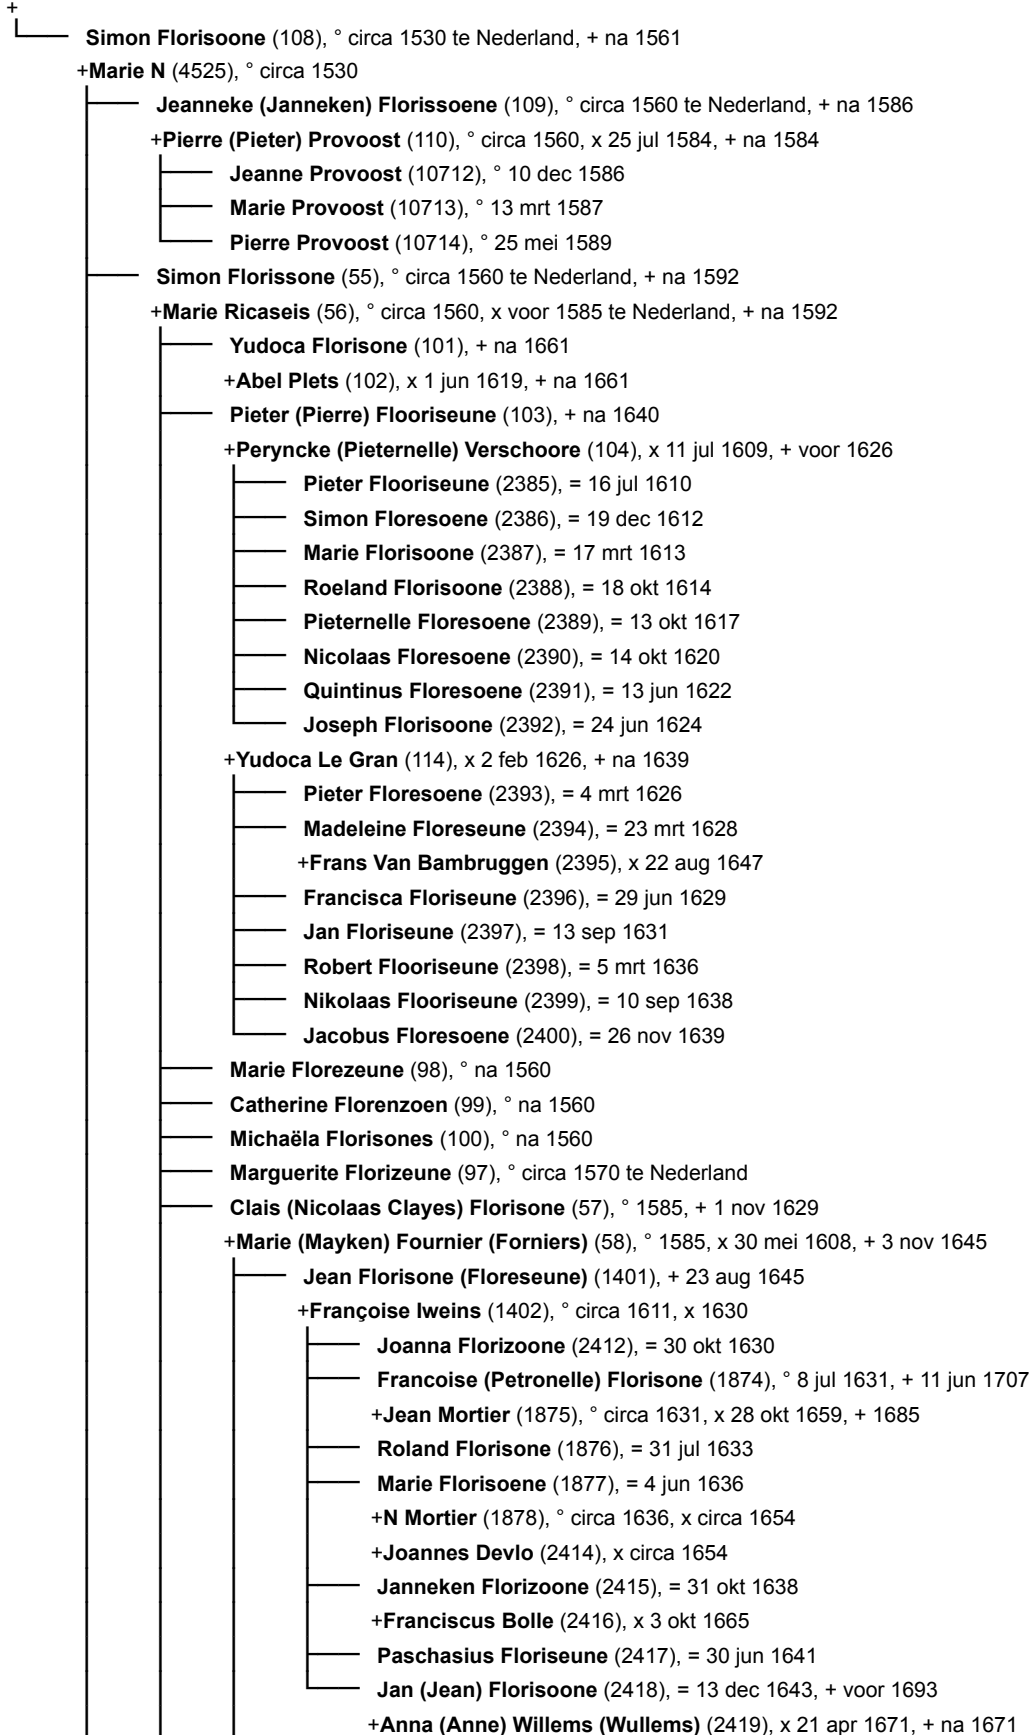 +
Simon Florisoone (108), ° circa 1530 te Nederland, + na 1561
+Marie N (4525), ° circa 1530
Jeanneke (Janneken) Florissoene (109), ° circa 1560 te Nederland, + na 1586
+Pierre (Pieter) Provoost (110), ° circa 1560, x 25 jul 1584, + na 1584
Jeanne Provoost (10712), ° 10 dec 1586
Marie Provoost (10713), ° 13 mrt 1587
Pierre Provoost (10714), ° 25 mei 1589
Simon Florissone (55), ° circa 1560 te Nederland, + na 1592
+Marie Ricaseis (56), ° circa 1560, x voor 1585 te Nederland, + na 1592
Yudoca Florisone (101), + na 1661
+Abel Plets (102), x 1 jun 1619, + na 1661
Pieter (Pierre) Flooriseune (103), + na 1640
+Peryncke (Pieternelle) Verschoore (104), x 11 jul 1609, + voor 1626
Pieter Flooriseune (2385), = 16 jul 1610
Simon Floresoene (2386), = 19 dec 1612
Marie Florisoone (2387), = 17 mrt 1613
Roeland Florisoone (2388), = 18 okt 1614
Pieternelle Floresoene (2389), = 13 okt 1617
Nicolaas Floresoene (2390), = 14 okt 1620
Quintinus Floresoene (2391), = 13 jun 1622
Joseph Florisoone (2392), = 24 jun 1624
+Yudoca Le Gran (114), x 2 feb 1626, + na 1639
Pieter Floresoene (2393), = 4 mrt 1626
Madeleine Floreseune (2394), = 23 mrt 1628
+Frans Van Bambruggen (2395), x 22 aug 1647
Francisca Floriseune (2396), = 29 jun 1629
Jan Floriseune (2397), = 13 sep 1631
Robert Flooriseune (2398), = 5 mrt 1636
Nikolaas Flooriseune (2399), = 10 sep 1638
Jacobus Floresoene (2400), = 26 nov 1639
Marie Florezeune (98), ° na 1560
Catherine Florenzoen (99), ° na 1560
Michaëla Florisones (100), ° na 1560
Marguerite Florizeune (97), ° circa 1570 te Nederland
Clais (Nicolaas Clayes) Florisone (57), ° 1585, + 1 nov 1629
+Marie (Mayken) Fournier (Forniers) (58), ° 1585, x 30 mei 1608, + 3 nov 1645
Jean Florisone (Floreseune) (1401), + 23 aug 1645
+Françoise Iweins (1402), ° circa 1611, x 1630
Joanna Florizoone (2412), = 30 okt 1630
Francoise (Petronelle) Florisone (1874), ° 8 jul 1631, + 11 jun 1707
+Jean Mortier (1875), ° circa 1631, x 28 okt 1659, + 1685
Roland Florisone (1876), = 31 jul 1633
Marie Florisoene (1877), = 4 jun 1636
+N Mortier (1878), ° circa 1636, x circa 1654
+Joannes Devlo (2414), x circa 1654
Janneken Florizoone (2415), = 31 okt 1638
+Franciscus Bolle (2416), x 3 okt 1665
Paschasius Floriseune (2417), = 30 jun 1641
Jan (Jean) Florisoone (2418), = 13 dec 1643, + voor 1693
+Anna (Anne) Willems (Wullems) (2419), x 21 apr 1671, + na 1671